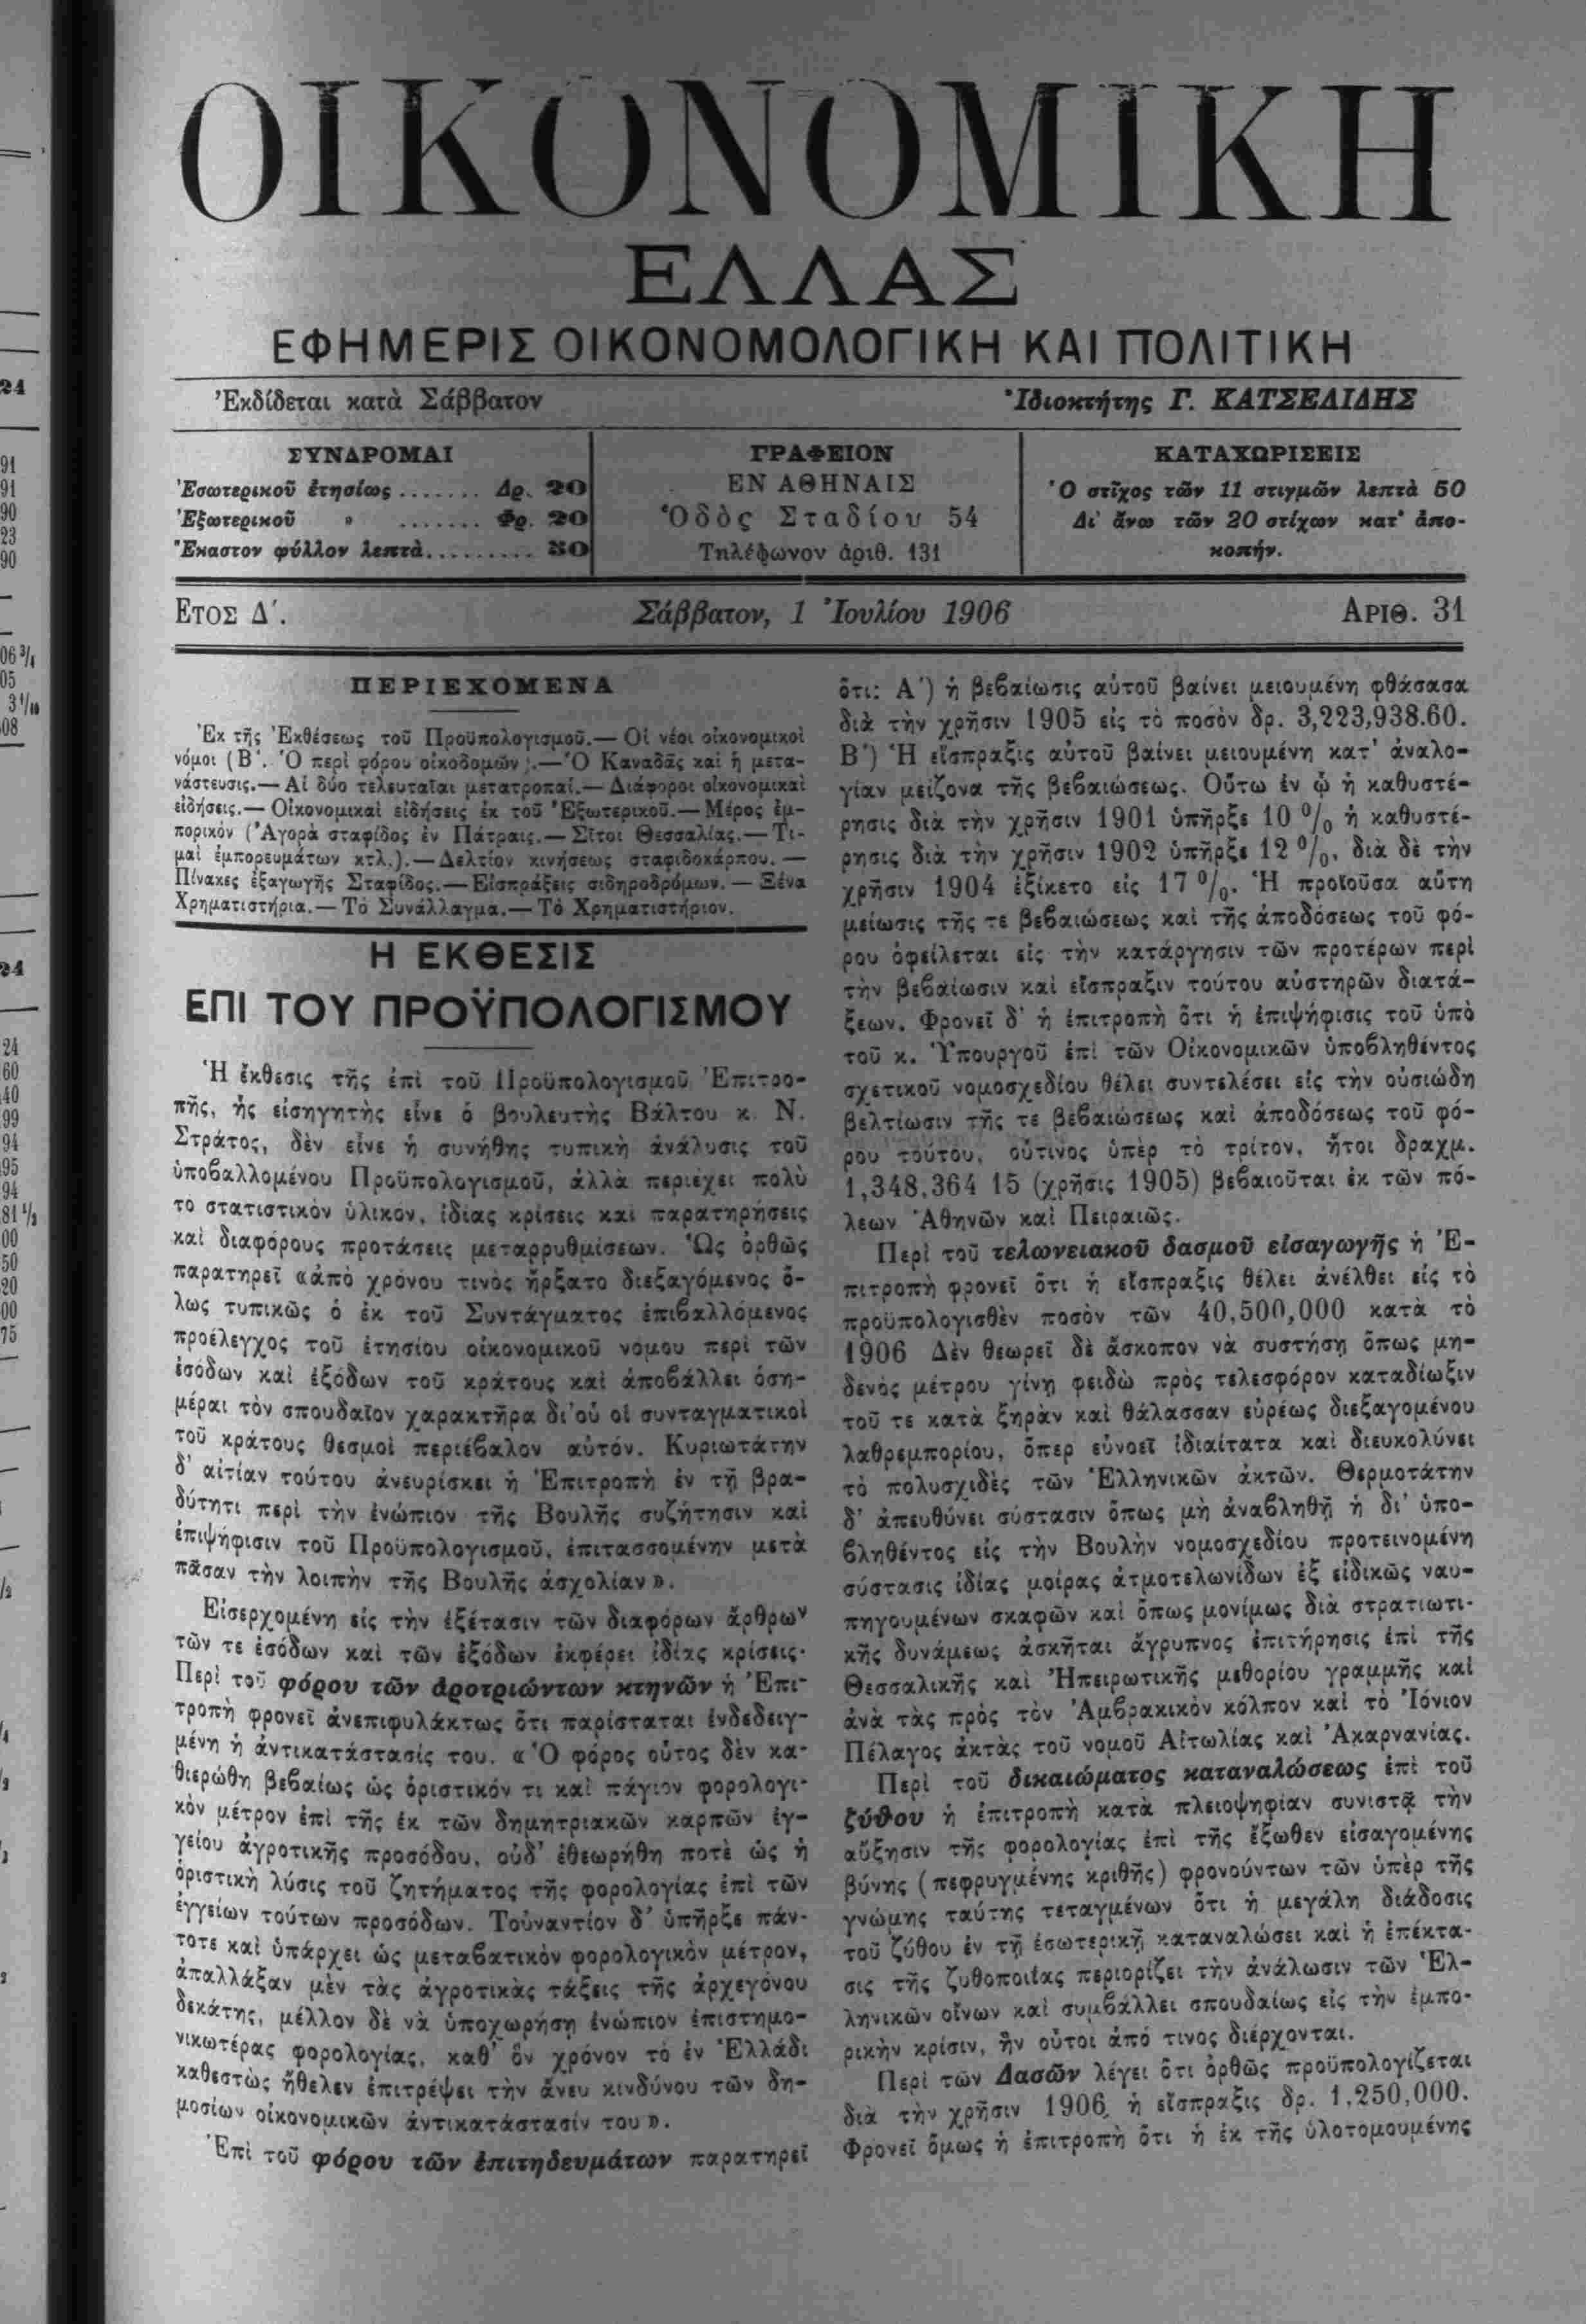 ΟΙΚΟΝΟΜΙΚΗ
ΕΛΛΑΣ
ΕΦΗΜΕΡΙΣ ΟΙΚΟΝΟΜΟΛΟΓΙΚΗ ΚΑΙ ΠΟΛΙΤΙΚΗ
Ἐκδίδεται κατὰ Σάββατον
Ἰδιοκτήτης Γ. ΚΑΤΣΕΛΙΔΗΣ
ΣΥΝΔΡΟΜΑΙ
Ἐσωτερικοῦ ἐτησίως ....... Δρ. 20
Ἐξωτερικοῦ » ....... Φρ. 20
Ἕκαστον φύλλον λεπτὰ......... 50
ΓΡΑΦΕΙΟΝ
ΕΝ ΑΘΗΝΑΙΣ
Ὁδὸς Σταδίου 54
Τηλέφωνον ἀριθ. 131
ΚΑΤΑΧΩΡΙΣΕΙΣ
Ὁ στῖχος τῶν 11 στιγμῶν λεπτὰ 50
Δι' ἄνω τῶν 20 στίχων κατ' ἀπο-
κοπήν.
ΕΤΟΣ Δ'.
Σάββατον, 1 Ἰουλίου 1906
ΑΡΙΘ. 31
ΠΕΡΙΕΧΟΜΕΝΑ
Ἐκ τῆς Ἐκθέσεως τοῦ Προϋπολογισμοῦ.— Οἱ νέοι οἰκονομικοὶ
νόμοι (Β'. Ὁ περὶ φόρου οἰκοδομῶν).—Ὁ Καναδᾶς καὶ ἡ μετα-
νάστευσις.— Αἱ δύο τελευταῖαι μετατροπαί.— Διάφοροι οἰκονομικαὶ
εἰδήσεις.— Οἰκονομικαὶ εἰδήσεις ἐκ τοῦ Ἐξωτερικοῦ.— Μέρος ἐμ-
πορικόν (Ἀγορὰ σταφίδος ἐν Πάτραις.— Σῖτοι Θεσσαλίας.— Τι-
μαὶ ἐμπορευμάτων κτλ.).— Δελτίον κινήσεως σταφιδοκάρπου.—
Πίνακες ἐξαγωγῆς Σταφίδος.— Εἰσπράξεις σιδηροδρόμων.— Ξένα
Χρηματιστήρια.— Τὸ Συνάλλαγμα.— Τὸ Χρηματιστήριον.
Η ΕΚΘΕΣΙΣ
ΕΠΙ ΤΟΥ ΠΡΟΫΠΟΛΟΓΙΣΜΟΥ
Ἡ ἔκθεσις τῆς ἐπὶ τοῦ Προϋπολογισμοῦ Ἐπιτρο-
πῆς, ἧς εἰσηγητὴς εἶνε ὁ βουλευτὴς Βάλτου κ. Ν.
Στράτος, δὲν εἶνε ἡ συνήθης τυπικὴ ἀνάλυσις τοῦ
ὑποβαλλομένου Προϋπολογισμοῦ, ἀλλὰ περιέχει πολὺ
τὸ στατιστικὸν ὑλικόν, ἰδίας κρίσεις καὶ παρατηρήσεις
καὶ διαφόρους προτάσεις μεταρρυθμίσεων. Ὡς ὀρθῶς
παρατηρεῖ «ἀπὸ χρόνου τινὸς ἤρξατο διεξαγόμενος ὅ-
λως τυπικῶς ὁ ἐκ τοῦ Συντάγματος ἐπιβαλλόμενος
προέλεγχος τοῦ ἐτησίου οἰκονομικοῦ νόμου περὶ τῶν
ἐσόδων καὶ ἐξόδων τοῦ κράτους καὶ ἀποβάλλει ὁση-
μέραι τὸν σπουδαῖον χαρακτῆρα δι'οὗ οἱ συνταγματικοὶ
τοῦ κράτους θεσμοὶ περιέβαλον αὐτόν. Κυριωτάτην
δ' αἰτίαν τούτου ἀνευρίσκει ἡ Ἐπιτροπὴ ἐν τῇ βρα-
δύτητι περὶ τὴν ἐνώπιον τῆς Βουλῆς συζήτησιν καὶ
ἐπιψήφισιν τοῦ Προϋπολογισμοῦ, ἐπιτασσομένην μετὰ
πᾶσαν τὴν λοιπὴν τῆς Βουλῆς ἀσχολίαν».
Εἰσερχομένη εἰς τὴν ἐξέτασιν τῶν διαφόρων ἄρθρων
τῶν τε ἐσόδων καὶ τῶν ἐξόδων ἐκφέρει ἰδίας κρίσεις.
Περὶ τοῦ φόρου τῶν ἀροτριώντων κτηνῶν ἡ Ἐπι-
τροπὴ φρονεῖ ἀνεπιφυλάκτως ὅτι παρίσταται ἐνδεδειγ-
μένη ἡ ἀντικατάστασίς του. «Ὁ φόρος οὗτος δὲν κα-
θιερώθη βεβαίως ὡς ὁριστικόν τι καὶ πάγιον φορολογι-
κὸν μέτρον ἐπὶ τῆς ἐκ τῶν δημητριακῶν καρπῶν ἐγ-
γείου ἀγροτικῆς προσόδου, οὐδ' ἐθεωρήθη ποτὲ ὡς ἡ
ὁριστικὴ λύσις τοῦ ζητήματος τῆς φορολογίας ἐπὶ τῶν
ἐγγείων τούτων προσόδων. Τοὐναντίον δ' ὑπῆρξε πάν-
τοτε καὶ ὑπάρχει ὡς μεταβατικὸν φορολογικὸν μέτρον,
ἀπαλλάξαν μὲν τὰς ἀγροτικὰς τάξεις τῆς ἀρχεγόνου
δεκάτης, μέλλον δὲ νὰ ὑποχωρήσῃ ἐνώπιον ἐπιστημο-
νικωτέρας φορολογίας, καθ' ὃν χρόνον τὸ ἐν Ἑλλάδι
καθεστὼς ἤθελεν ἐπιτρέψει τὴν ἄνευ κινδύνου τῶν δη-
μοσίων οἰκονομικῶν ἀντικατάστασίν του».
Ἐπὶ τοῦ φόρου τῶν ἐπιτηδευμάτων παρατηρεῖ
ὅτι: Α') ἡ βεβαίωσις αὐτοῦ βαίνει μειουμένη φθάσασα
διὰ τὴν χρῆσιν 1905 εἰς τὸ ποσὸν δρ. 3,223,938.60.
Β') Ἡ εἴσπραξις αὐτοῦ βαίνει μειουμένη κατ' ἀναλο-
γίαν μείζονα τῆς βεβαιώσεως. Οὕτω ἐν ᾧ ἡ καθυστέ-
ρησις διὰ τὴν χρῆσιν 1901 ὑπῆρξε 10 % ἡ καθυστέ-
ρησις διὰ τὴν χρῆσιν 1902 ὑπῆρξε 12 %, διὰ δὲ τὴν
χρῆσιν 1904 ἐξίκετο εἰς 17 %. Ἡ προϊοῦσα αὕτη
μείωσις τῆς τε βεβαιώσεως καὶ τῆς ἀποδόσεως τοῦ φό-
ρου ὀφείλεται εἰς τὴν κατάργησιν τῶν προτέρων περὶ
τὴν βεβαίωσιν καὶ εἴσπραξιν τούτου αὐστηρῶν διατά-
ξεων. Φρονεῖ δ' ἡ ἐπιτροπὴ ὅτι ἡ ἐπιψήφισις τοῦ ὑπὸ
τοῦ κ. Ὑπουργοῦ ἐπὶ τῶν Οἰκονομικῶν ὑποβληθέντος
σχετικοῦ νομοσχεδίου θέλει συντελέσει εἰς τὴν οὐσιώδη
βελτίωσιν τῆς τε βεβαιώσεως καὶ ἀποδόσεως τοῦ φό-
ρου τούτου, οὗτινος ὑπὲρ τὸ τρίτον, ἤτοι δραχμ.
1,348,364 15 (χρῆσις 1905) βεβαιοῦται ἐκ τῶν πό-
λεων Ἀθηνῶν καὶ Πειραιῶς.
Περὶ τοῦ τελωνειακοῦ δασμοῦ εἰσαγωγῆς ἡ Ἐ-
πιτροπὴ φρονεῖ ὅτι ἡ εἴσπραξις θέλει ἀνέλθει εἰς τὸ
προϋπολογισθὲν ποσὸν τῶν 40,500,000 κατὰ τὸ
1906 Δὲν θεωρεῖ δὲ ἄσκοπον νὰ συστήσῃ ὅπως μη-
δενὸς μέτρου γίνῃ φειδὼ πρὸς τελεσφόρον καταδίωξιν
τοῦ τε κατὰ ξηρὰν καὶ θάλασσαν εὐρέως διεξαγομένου
λαθρεμπορίου, ὅπερ εὐνοεῖ ἰδιαίτατα καὶ διευκολύνει
τὸ πολυσχιδὲς τῶν Ἑλληνικῶν ἀκτῶν. Θερμοτάτην
δ' ἀπευθύνει σύστασιν ὅπως μὴ ἀναβληθῇ ἡ δι' ὑπο-
βληθέντος εἰς τὴν Βουλὴν νομοσχεδίου προτεινομένη
σύστασις ἰδίας μοίρας ἀτμοτελωνίδων ἐξ εἰδικῶς ναυ-
πηγουμένων σκαφῶν καὶ ὅπως μονίμως διὰ στρατιωτι-
κῆς δυνάμεως ἀσκῆται ἄγρυπνος ἐπιτήρησις ἐπὶ τῆς
Θεσσαλικῆς καὶ Ἠπειρωτικῆς μεθορίου γραμμῆς καὶ
ἀνὰ τὰς πρὸς τὸν Ἀμβρακικὸν κόλπον καὶ τὸ Ἰόνιον
Πέλαγος ἀκτὰς τοῦ νομοῦ Αἰτωλίας καὶ Ἀκαρνανίας.
Περὶ τοῦ δικαιώματος καταναλώσεως ἐπὶ τοῦ
ζύθου ἡ ἐπιτροπὴ κατὰ πλειοψηφίαν συνιστᾷ τὴν
αὔξησιν τῆς φορολογίας ἐπὶ τῆς ἔξωθεν εἰσαγομένης
βύνης (πεφρυγμένης κριθῆς) φρονούντων τῶν ὑπὲρ τῆς
γνώμης ταύτης τεταγμένων ὅτι ἡ μεγάλη διάδοσις
τοῦ ζύθου ἐν τῇ ἐσωτερικῇ καταναλώσει καὶ ἡ ἐπέκτα-
σις τῆς ζυθοποιΐας περιορίζει τὴν ἀνάλωσιν τῶν Ἑλ-
ληνικῶν οἴνων καὶ συμβάλλει σπουδαίως εἰς τὴν ἐμπο-
ρικὴν κρίσιν, ἣν οὗτοι ἀπό τινος διέρχονται.
Περὶ τῶν Δασῶν λέγει ὅτι ὀρθῶς προϋπολογίζεται
διὰ τὴν χρῆσιν 1906 ἡ εἴσπραξις δρ. 1,250,000.
Φρονεῖ ὅμως ἡ ἐπιτροπὴ ὅτι ἡ ἐκ τῆς ὑλοτομουμένης